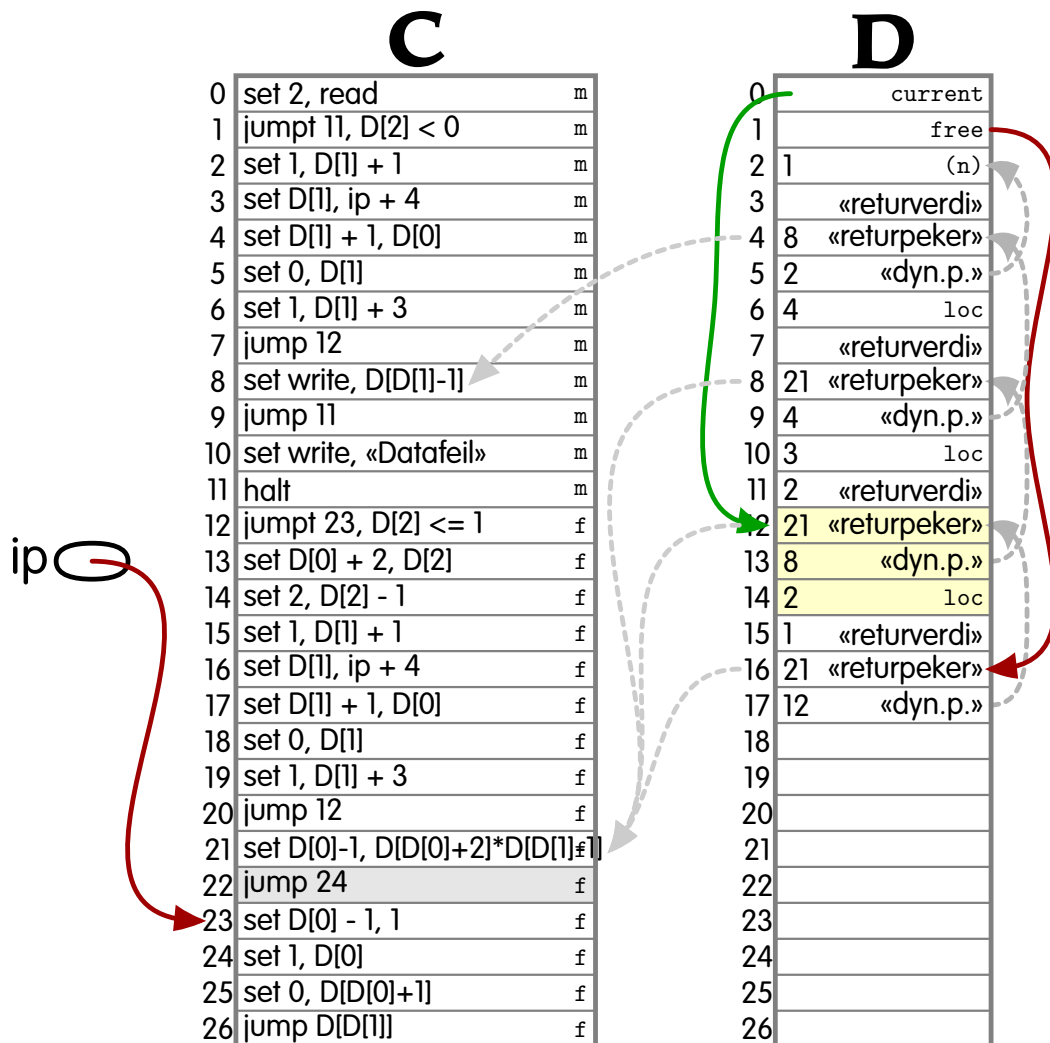 C D
0 set 2, read m
1 jumpt 11, D[2] < 0 m
2 set 1, D[1] + 1 m
3 set D[1], ip + 4 m
4 set D[1] + 1, D[0] m
5 set 0, D[1] m
6 set 1, D[1] + 3 m
7 jump 12 m
8 set write, D[D[1]-1] m
9 jump 11 m
10 set write, «Datafeil» m
11 halt m
12 jumpt 23, D[2] <= 1 f
13 set D[0] + 2, D[2] f
14 set 2, D[2] - 1 f
15 set 1, D[1] + 1 f
16 set D[1], ip + 4 f
17 set D[1] + 1, D[0] f
18 set 0, D[1] f
19 set 1, D[1] + 3 f
20 jump 12 f
21 set D[0]-1, D[D[0]+2]*D[D[1]-1] f
22 jump 24 f
23 set D[0] - 1, 1 f
24 set 1, D[0] f
25 set 0, D[D[0]+1] f
26 jump D[D[1]] f
ip
0 current
1 free
2 1 (n)
3 «returverdi»
4 8 «returpeker»
5 2 «dyn.p.»
6 4 loc
7 «returverdi»
8 21 «returpeker»
9 4 «dyn.p.»
10 3 loc
11 2 «returverdi»
12 21 «returpeker»
13 8 «dyn.p.»
14 2 loc
15 1 «returverdi»
16 21 «returpeker»
17 12 «dyn.p.»
18
19
20
21
22
23
24
25
26